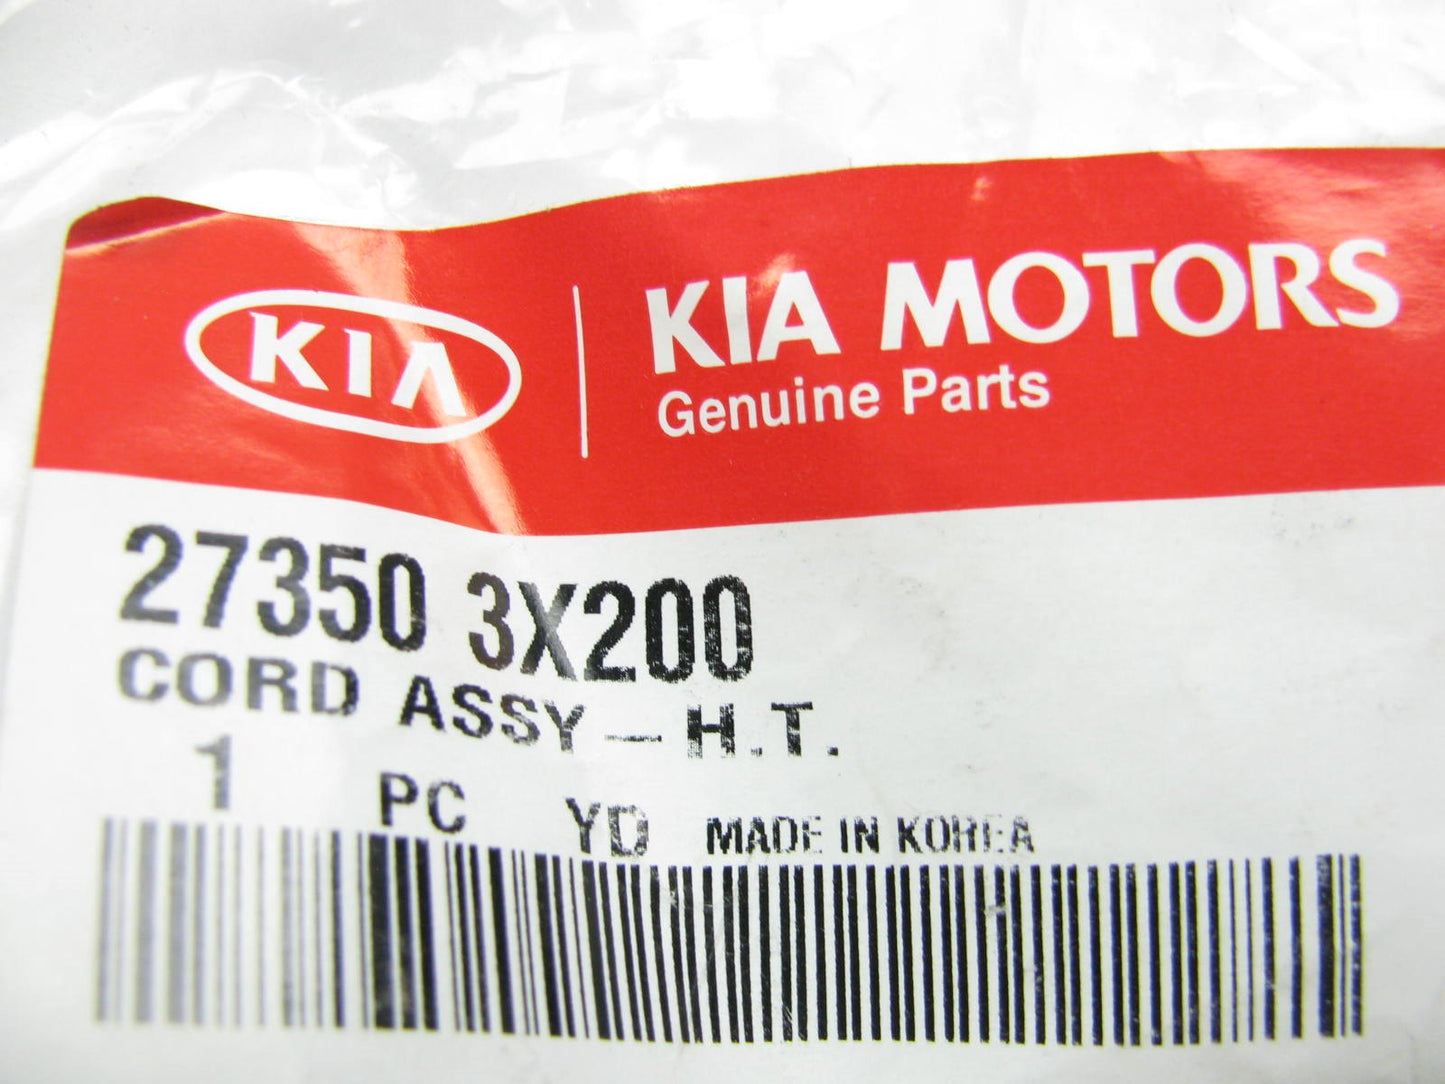 KIA
KIA MOTORS
Genuine Parts
27350 3X200
CORD ASSY-H.T.
1 PC YD MADE IN KOREA